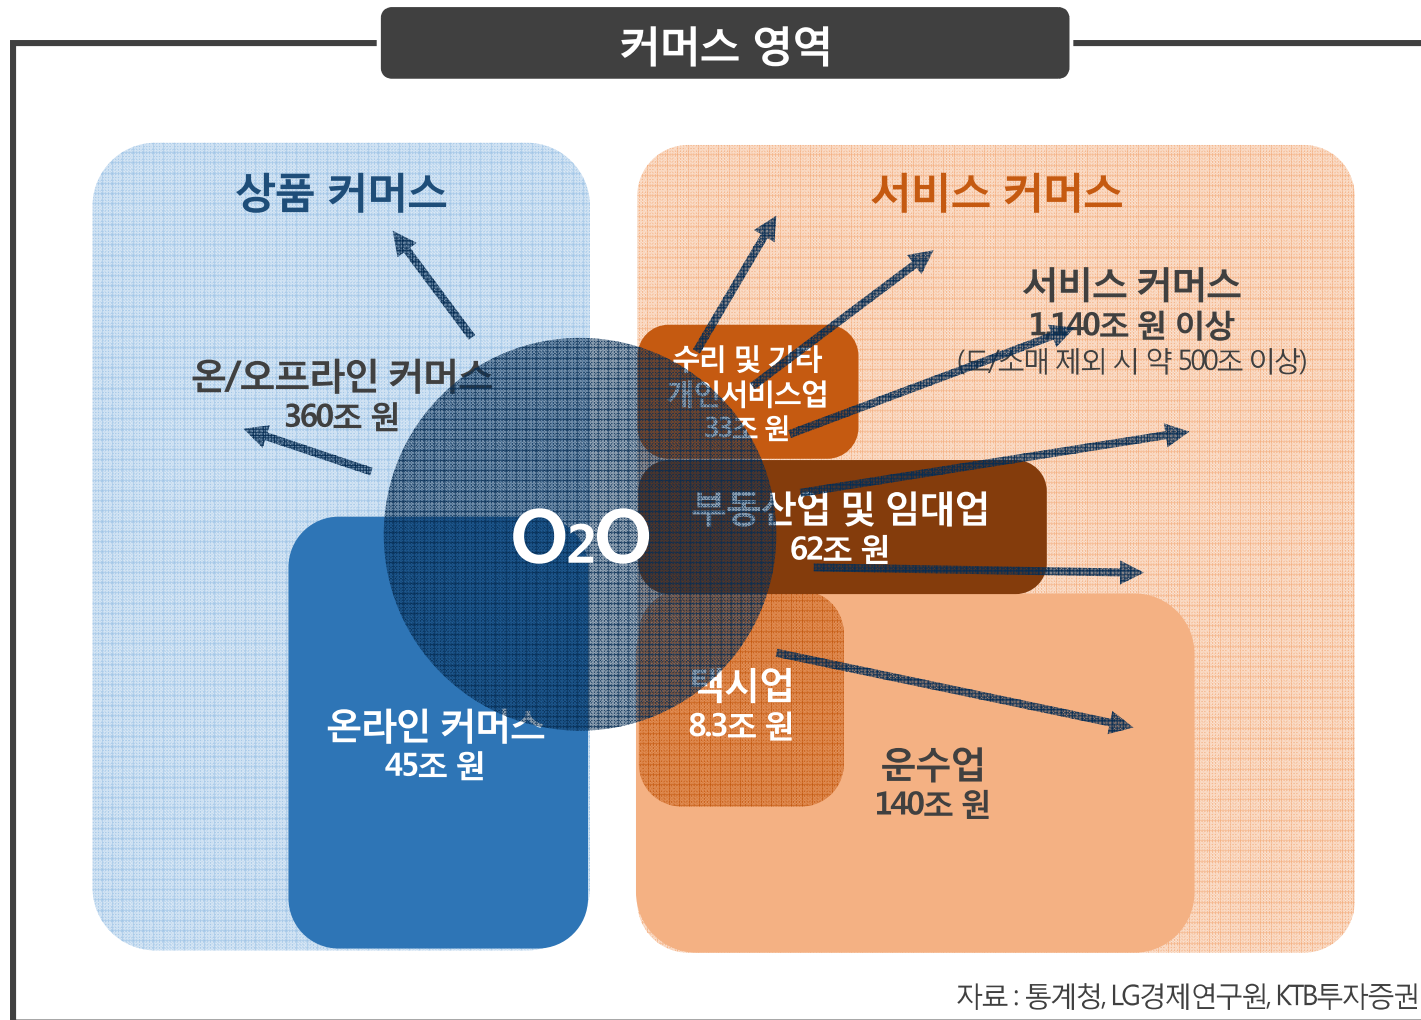 커머스 영역
상품 커머스
온/오프라인 커머스
360조 원
온라인 커머스
45조 원
O2O
서비스 커머스
서비스 커머스
1,140조 원 이상
(도/소매 제외 시 약 500조 이상)
수리 및 기타
개인서비스업
33조 원
부동산업 및 임대업
62조 원
택시업
8.3조 원
운수업
140조 원
자료 : 통계청, LG경제연구원, KTB투자증권